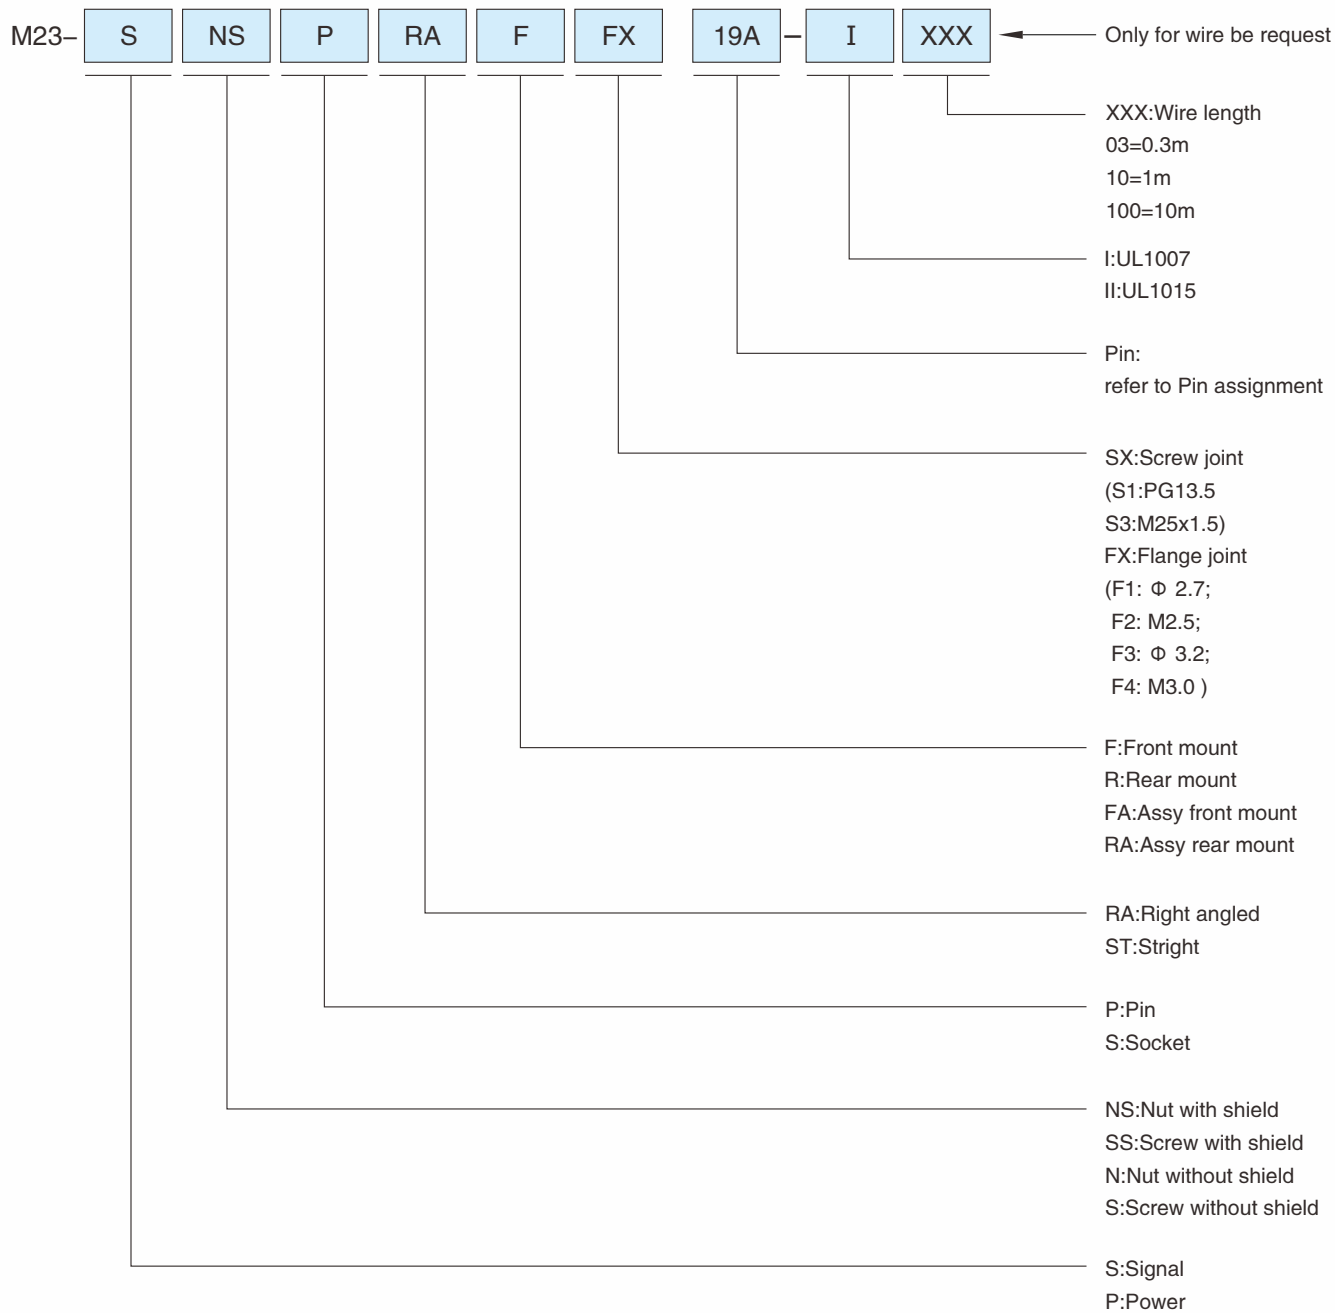 M23– S NS P RA F FX 19A – I XXX Only for wire be request
XXX:Wire length
03=0.3m
10=1m
100=10m
I:UL1007
II:UL1015
Pin:
refer to Pin assignment
SX:Screw joint
(S1:PG13.5
S3:M25x1.5)
FX:Flange joint
(F1: Φ 2.7;
F2: M2.5;
F3: Φ 3.2;
F4: M3.0 )
F:Front mount
R:Rear mount
FA:Assy front mount
RA:Assy rear mount
RA:Right angled
ST:Stright
P:Pin
S:Socket
NS:Nut with shield
SS:Screw with shield
N:Nut without shield
S:Screw without shield
S:Signal
P:Power